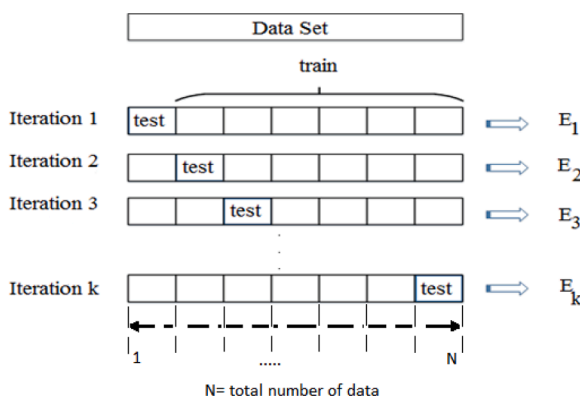 Data Set
train
Iteration 1 test E1
Iteration 2 test E2
Iteration 3 test E3
Iteration k test Ek
1 ..... N
N= total number of data